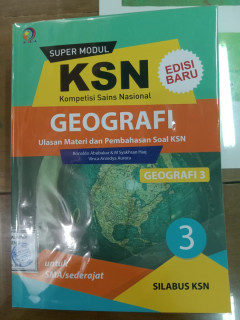 SUPER MODUL
EDISI
BARU
KSN
Kompetisi Sains Nasional
GEOGRAFI
Ulasan Materi dan Pembahasan Soal KSN
GEOGRAFI 3
3
untuk
SMA/sederajat
SILABUS KSN